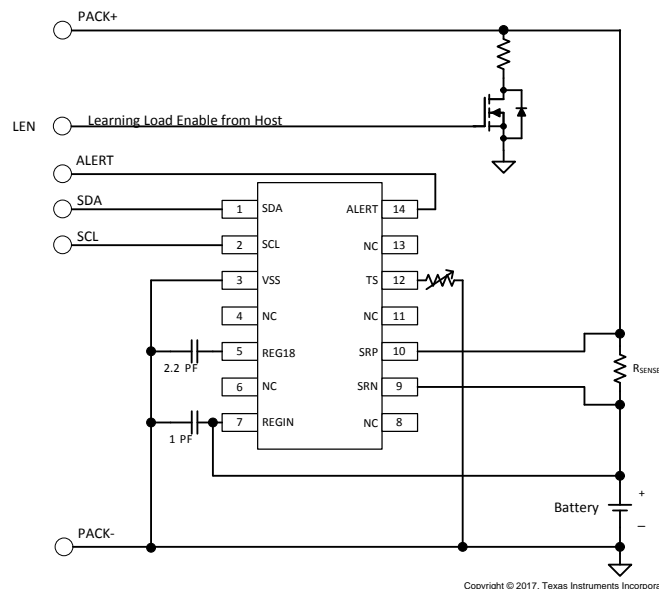 PACK+
LEN
Learning Load Enable from Host
ALERT
SDA
SCL
1 SDA ALERT 14
2 SCL NC 13
3 VSS TS 12
4 NC NC 11
5 REG18 SRP 10
2.2 PF
6 NC SRN 9
7 REGIN NC 8
1 PF
RSENSE
Battery
+
–
PACK-
Copyright © 2017, Texas Instruments Incorpora